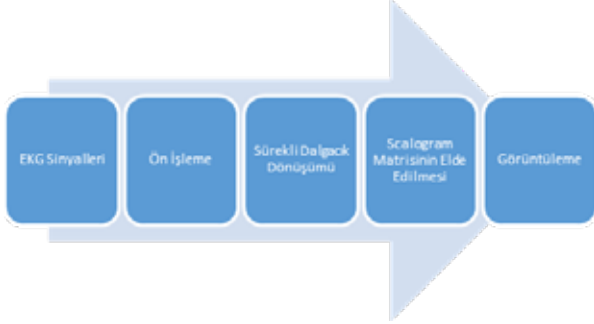 EKG Sinyalleri
Ön İşleme
Sürekli Dalgacık
Dönüşümü
Scalogram
Matrisinin Elde
Edilmesi
Görüntüleme